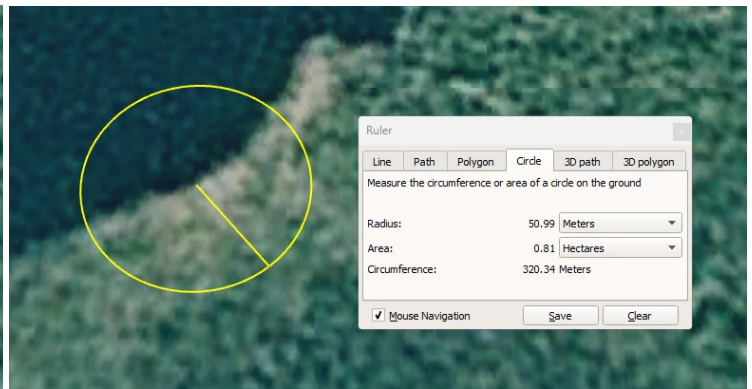 Ruler
Line Path Polygon Circle 3D path 3D polygon
Measure the circumference or area of a circle on the ground
Radius: 50.99 Meters
Area: 0.81 Hectares
Circumference: 320.34 Meters
Mouse Navigation Save Clear